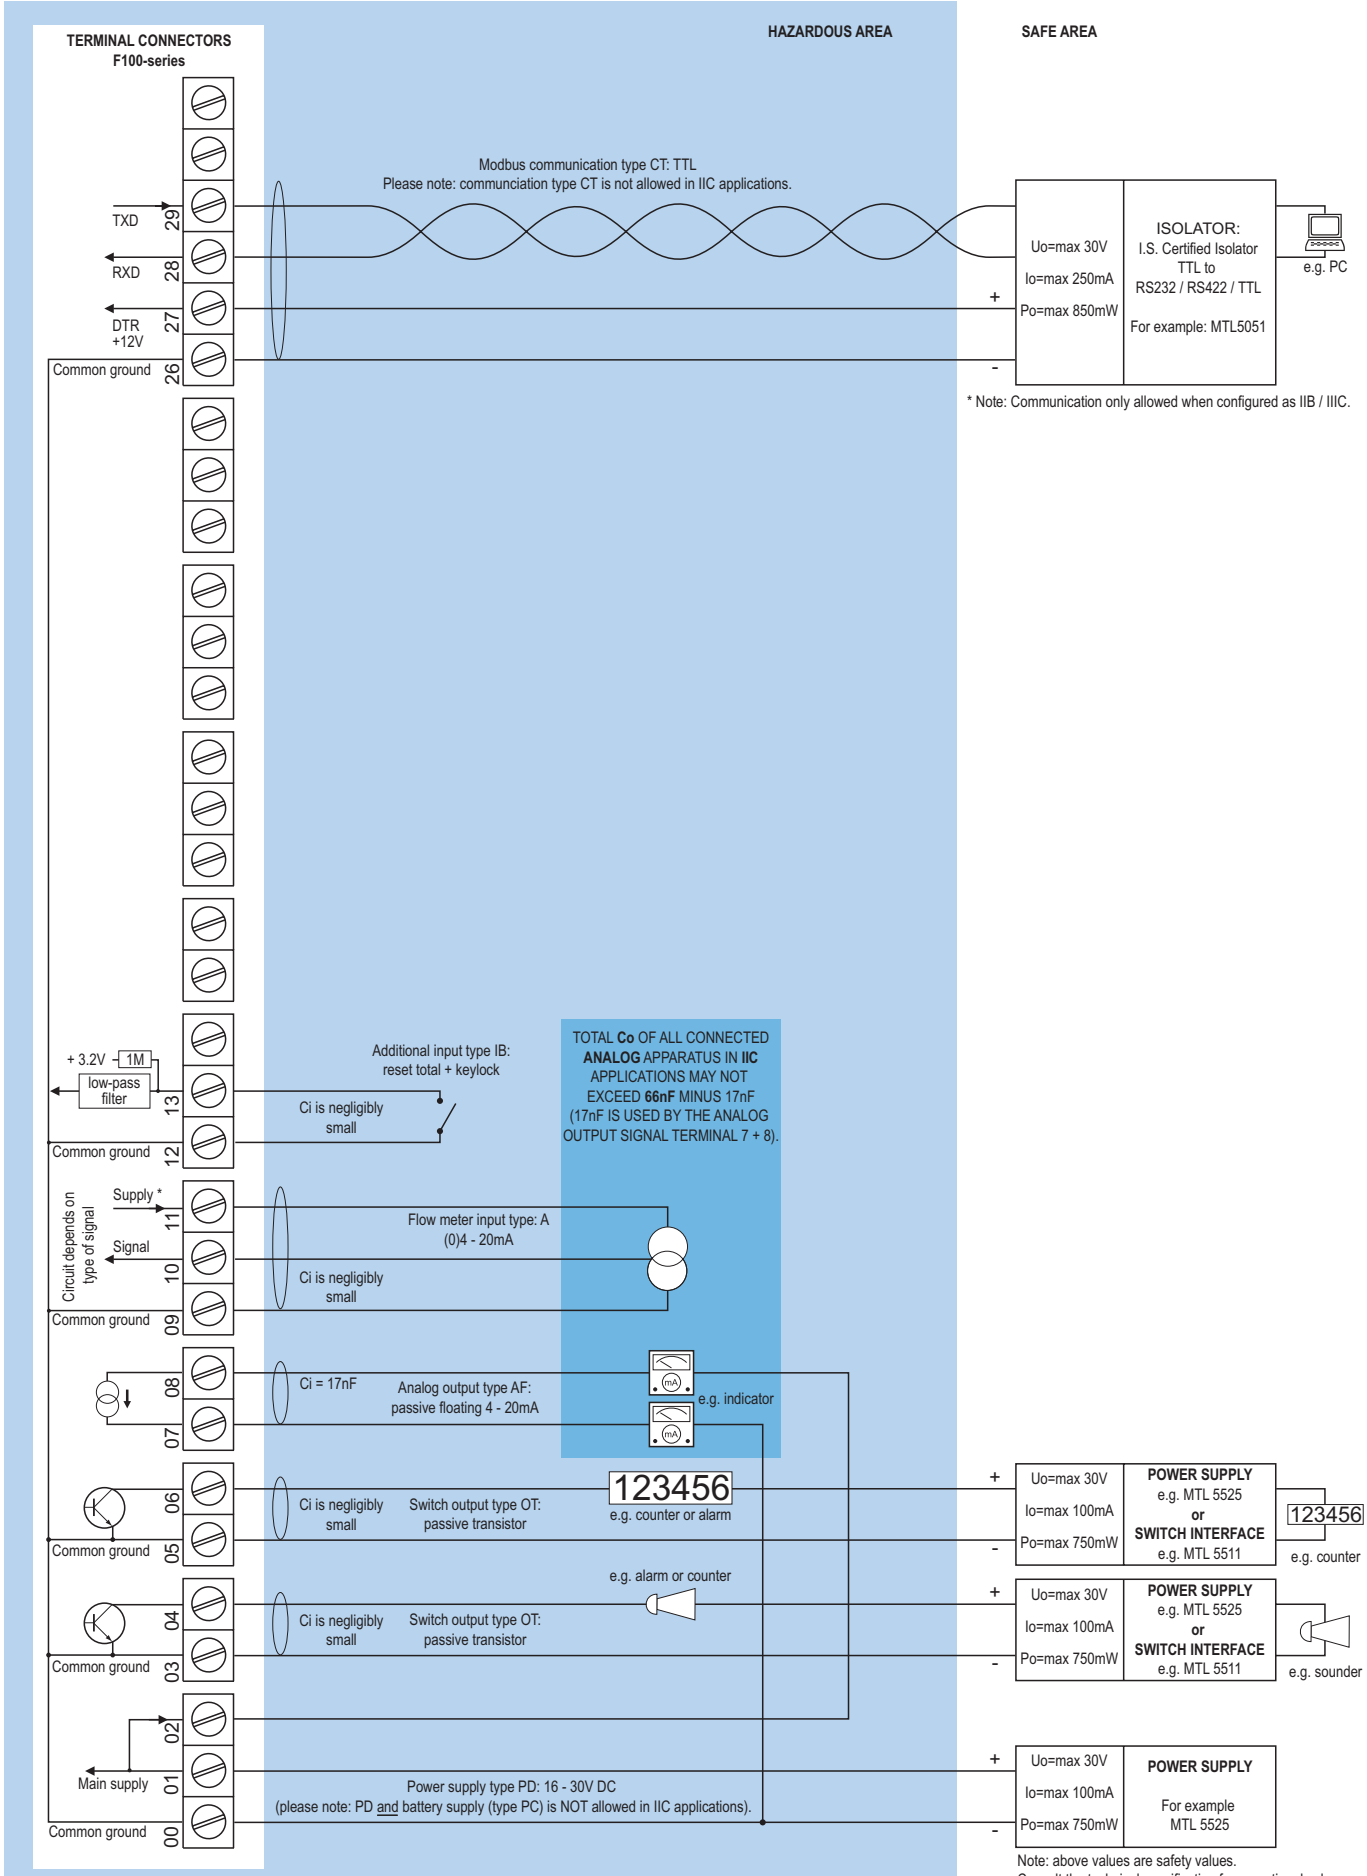 HAZARDOUS AREA
SAFE AREA
TERMINAL CONNECTORS
F100-series
Modbus communication type CT: TTL
Please note: communciation type CT is not allowed in IIC applications.
TXD
29
RXD
28
DTR
+12V
27
Common ground
26
+
-
Uo=max 30V
Io=max 250mA
Po=max 850mW
ISOLATOR:
I.S. Certified Isolator
TTL to
RS232 / RS422 / TTL
For example: MTL5051
e.g. PC
* Note: Communication only allowed when configured as IIB / IIIC.
+ 3.2V
1M
low-pass
filter
13
Common ground
12
Additional input type IB:
reset total + keylock
Ci is negligibly
small
TOTAL Co OF ALL CONNECTED
ANALOG APPARATUS IN IIC
APPLICATIONS MAY NOT
EXCEED 66nF MINUS 17nF
(17nF IS USED BY THE ANALOG
OUTPUT SIGNAL TERMINAL 7 + 8).
Circuit depends on
type of signal
Supply *
11
Signal
10
Common ground
09
Flow meter input type: A
(0)4 - 20mA
Ci is negligibly
small
08
07
Ci = 17nF
Analog output type AF:
passive floating 4 - 20mA
mA
mA
e.g. indicator
06
Common ground
05
Ci is negligibly
small
Switch output type OT:
passive transistor
123456
e.g. counter or alarm
+
-
Uo=max 30V
Io=max 100mA
Po=max 750mW
POWER SUPPLY
e.g. MTL 5525
or
SWITCH INTERFACE
e.g. MTL 5511
123456
e.g. counter
04
Common ground
03
Ci is negligibly
small
Switch output type OT:
passive transistor
e.g. alarm or counter
+
-
Uo=max 30V
Io=max 100mA
Po=max 750mW
POWER SUPPLY
e.g. MTL 5525
or
SWITCH INTERFACE
e.g. MTL 5511
e.g. sounder
02
Main supply
01
Common ground
00
Power supply type PD: 16 - 30V DC
(please note: PD and battery supply (type PC) is NOT allowed in IIC applications).
+
-
Uo=max 30V
Io=max 100mA
Po=max 750mW
POWER SUPPLY
For example
MTL 5525
Note: above values are safety values.